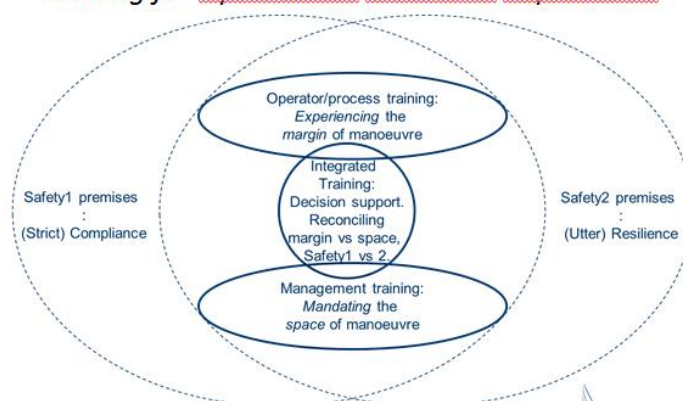 Operator/process training:
Experiencing the
margin of manoeuvre
Integrated
Training:
Decision support.
Reconciling
margin vs space,
Safety1 vs 2.
Safety1 premises
:
(Strict) Compliance
Safety2 premises
:
(Utter) Resilience
Management training:
Mandating the
space of manoeuvre